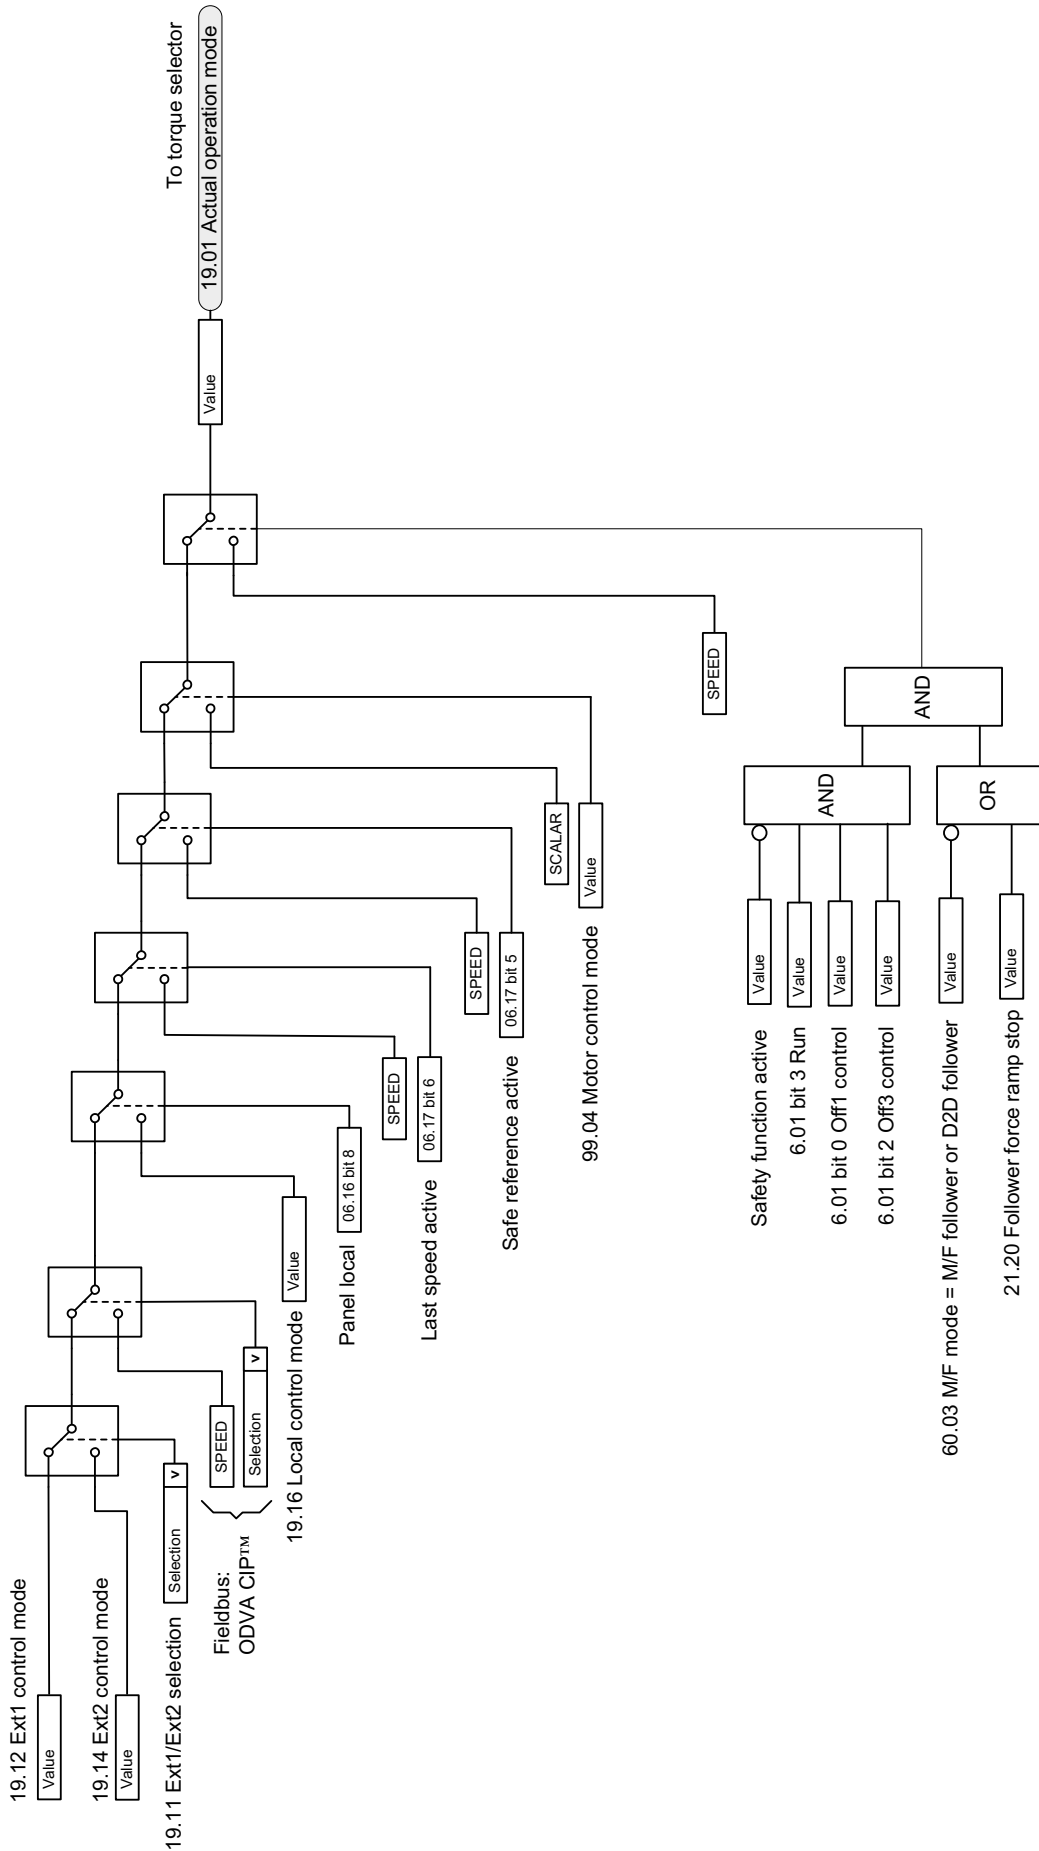 19.12 Ext1 control mode
Value
19.14 Ext2 control mode
Value
19.11 Ext1/Ext2 selection
Selection
v
Fieldbus:
ODVA CIP™
SPEED
Selection
v
19.16 Local control mode
Value
Panel local
06.16 bit 8
SPEED
Last speed active
06.17 bit 6
SPEED
Safe reference active
06.17 bit 5
SCALAR
99.04 Motor control mode
Value
SPEED
Safety function active
Value
6.01 bit 3 Run
Value
6.01 bit 0 Off1 control
Value
6.01 bit 2 Off3 control
Value
AND
60.03 M/F mode = M/F follower or D2D follower
Value
21.20 Follower force ramp stop
Value
OR
AND
Value
19.01 Actual operation mode
To torque selector